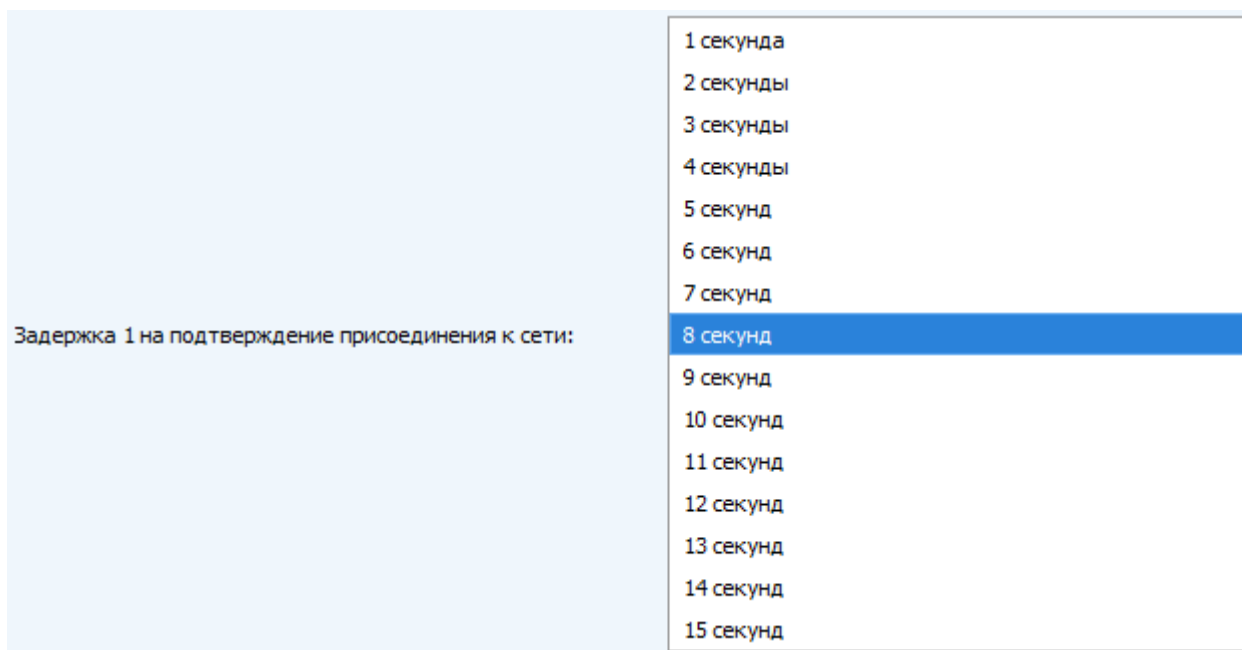 1 секунда
2 секунды
3 секунды
4 секунды
5 секунд
6 секунд
7 секунд
Задержка 1 на подтверждение присоединения к сети:
8 секунд
9 секунд
10 секунд
11 секунд
12 секунд
13 секунд
14 секунд
15 секунд